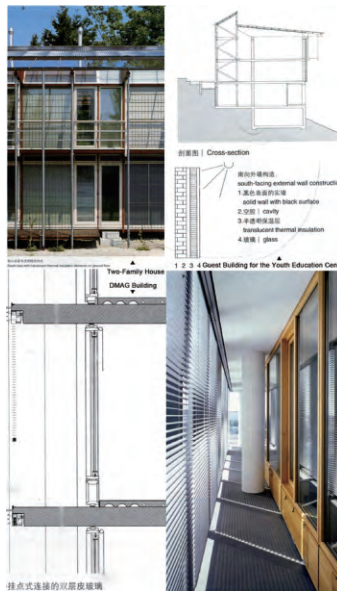 剖面图 | Cross-section
南向外墙构造:
south-facing external wall constructi
1.黑色表面的实墙
solid wall with black surface
2.空腔 | cavity
3.半透明保温层
translucent thermal insulation
4.玻璃 | glass
1 2 3 4 Guest Building for the Youth Education Cen
Two-Family House
DMAG Building
挂点式连接的双层皮玻璃